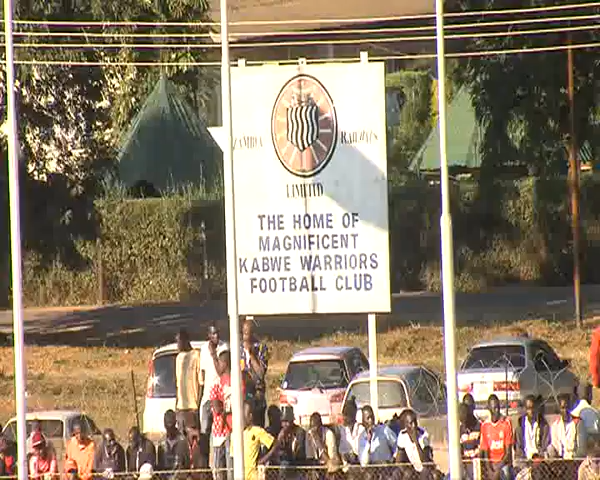 ZAMBIA RAILWAYS
LIMITED
THE HOME OF
MAGNIFICENT
KABWE WARRIORS
FOOTBALL CLUB